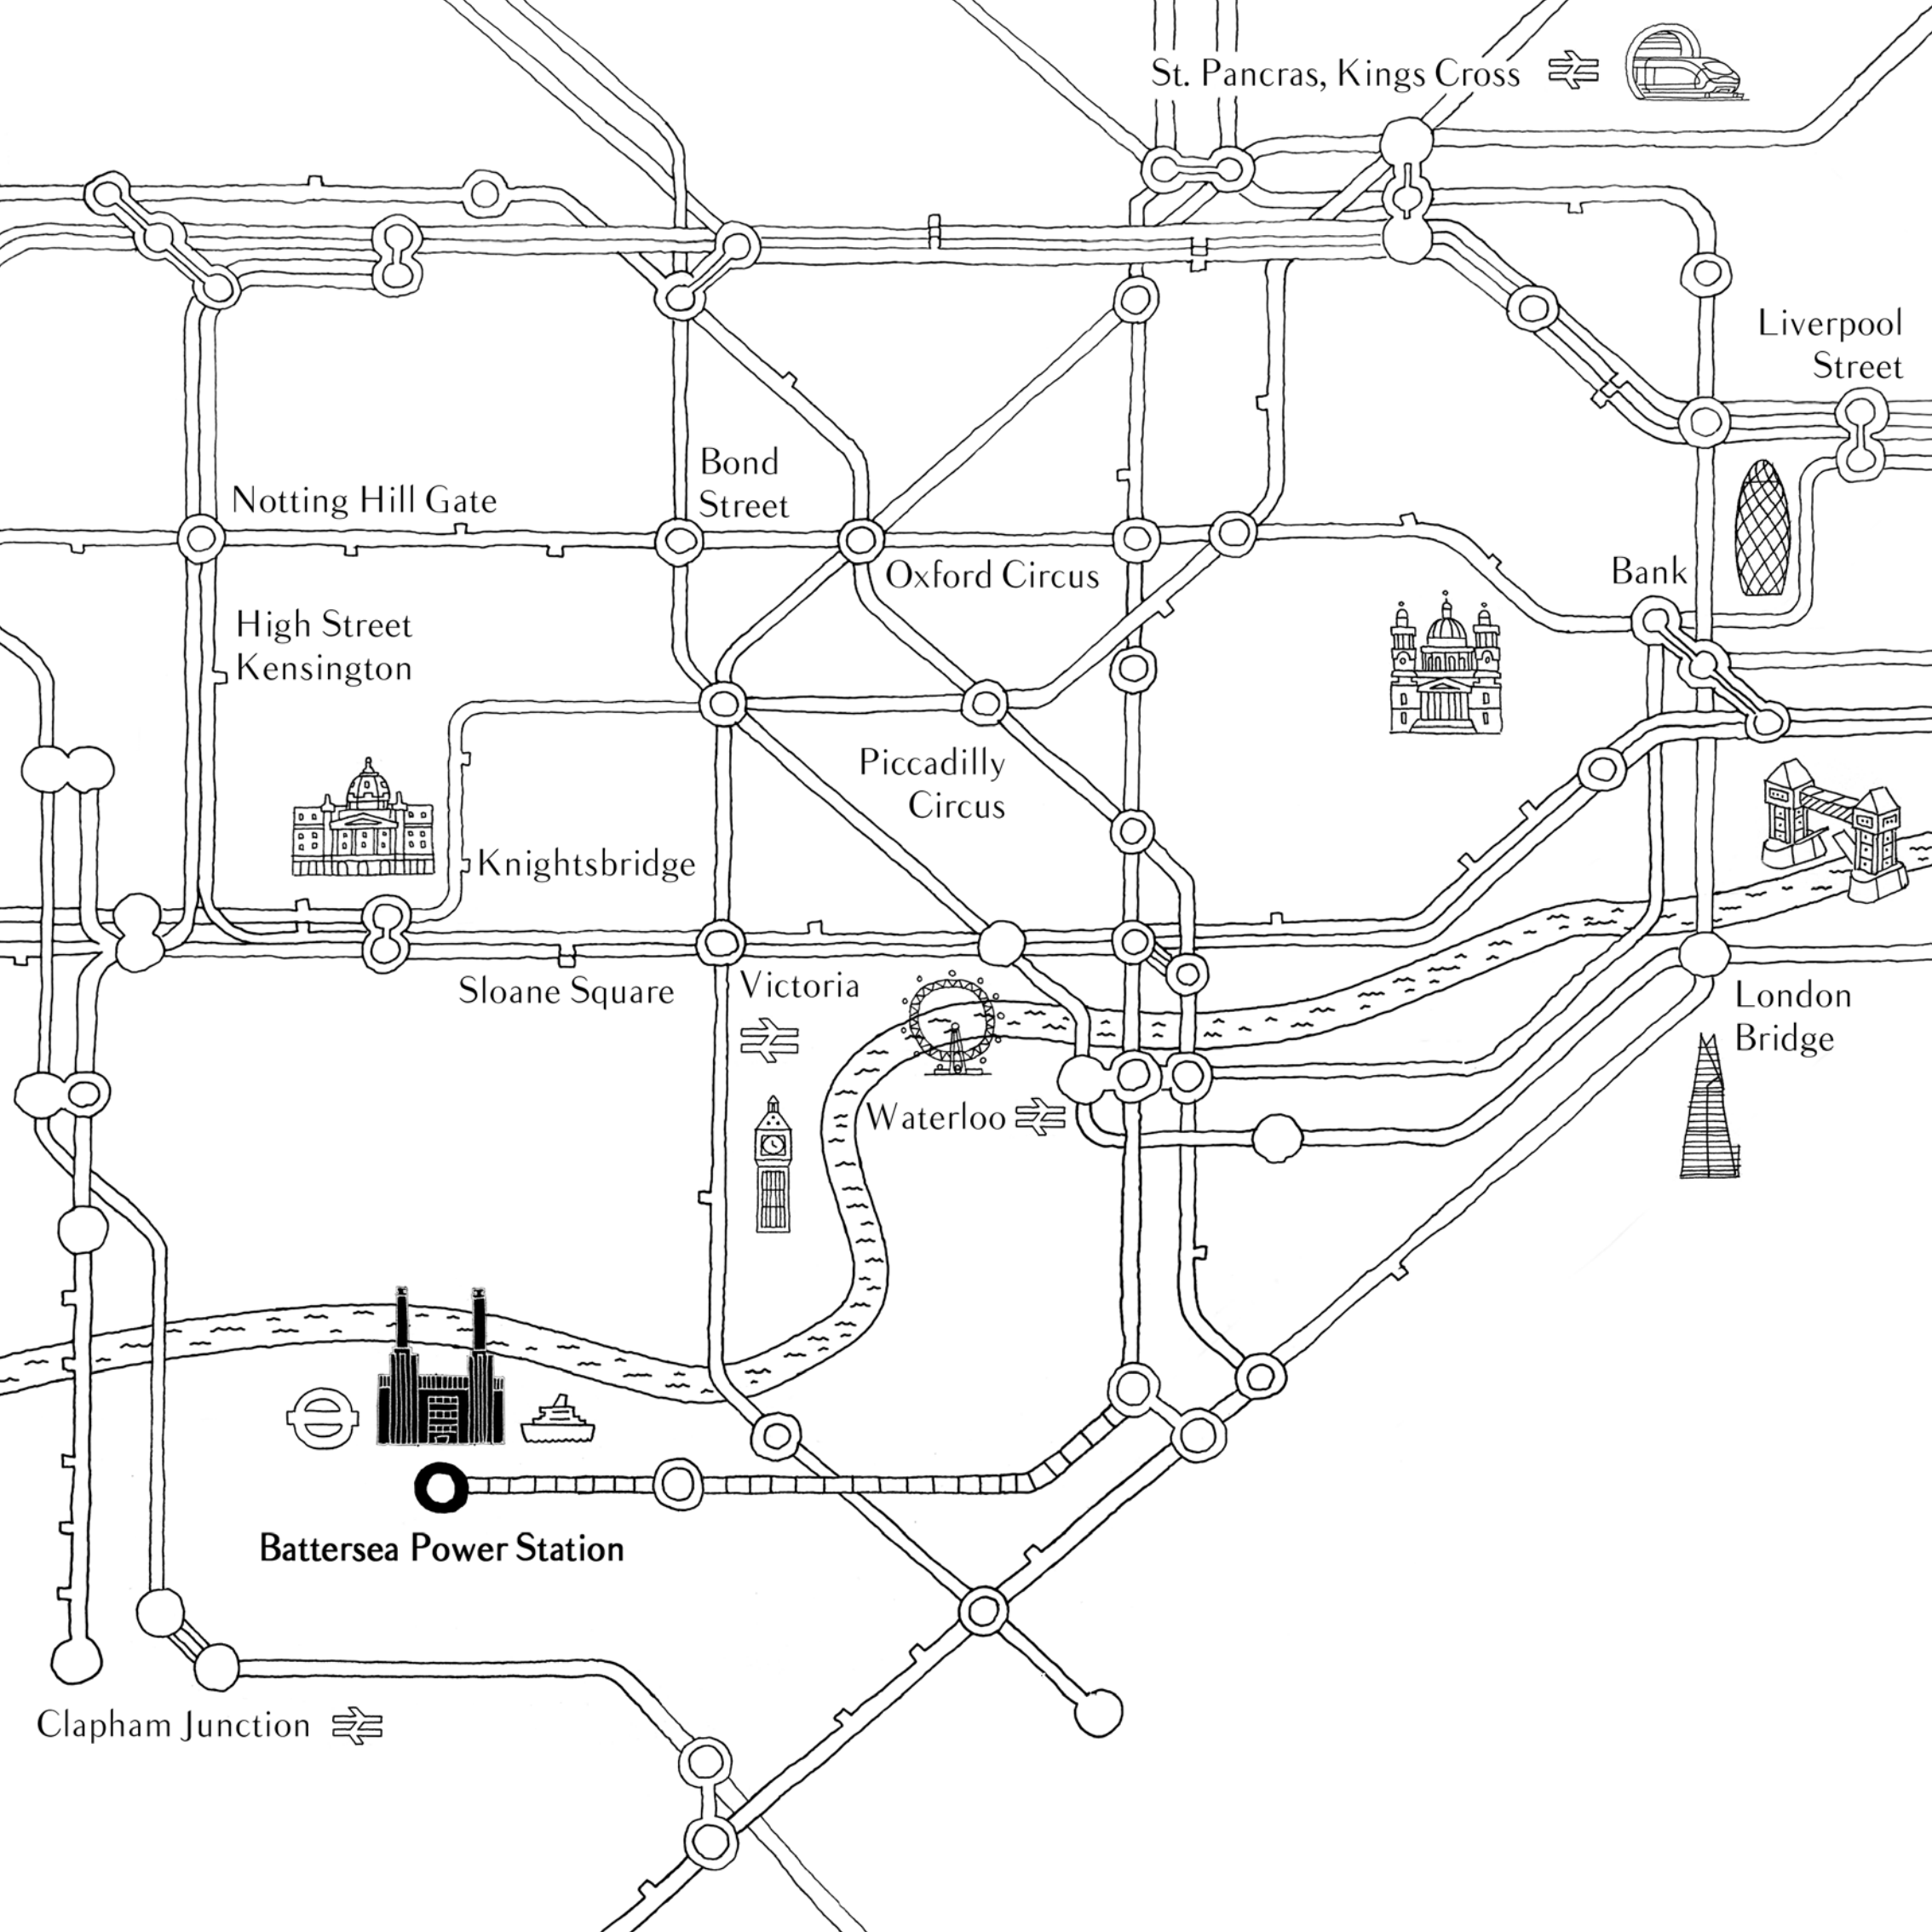 St. Pancras, Kings Cross
Liverpool
Street
Bond
Street
Notting Hill Gate
Oxford Circus
Bank
High Street
Kensington
Piccadilly
Circus
Knightsbridge
Sloane Square
Victoria
London
Bridge
Waterloo
Battersea Power Station
Clapham Junction